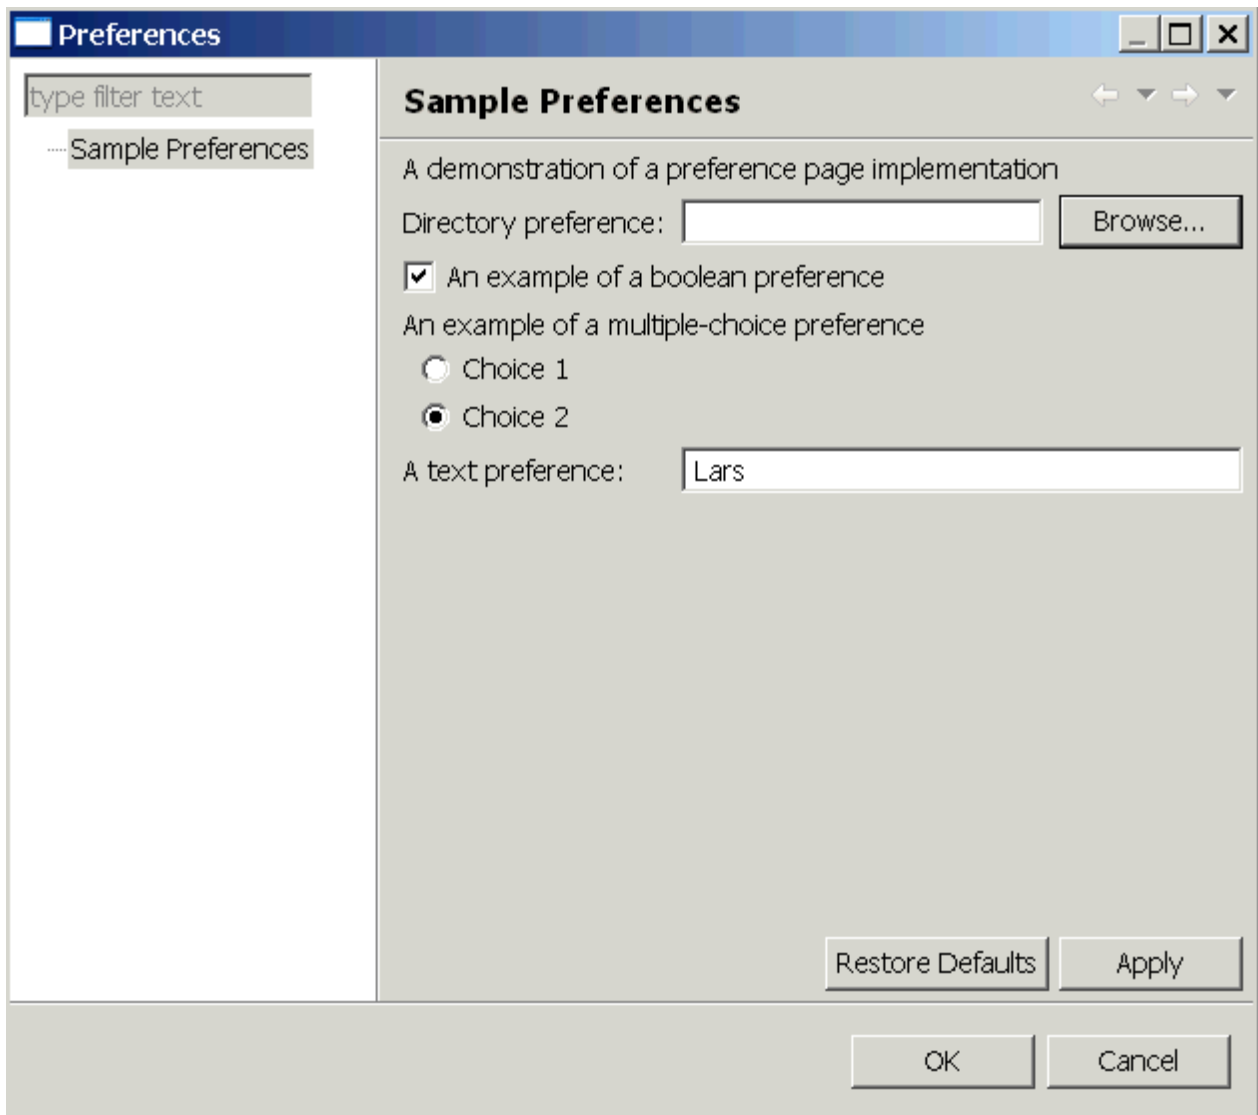 Preferences
type filter text
Sample Preferences
Sample Preferences
A demonstration of a preference page implementation
Directory preference: Browse...
An example of a boolean preference
An example of a multiple-choice preference
Choice 1
Choice 2
A text preference: Lars
Restore Defaults Apply
OK Cancel